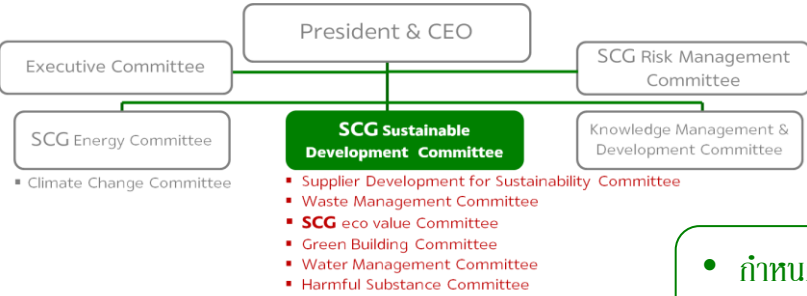 President & CEO
Executive Committee
SCG Risk Management
Committee
SCG Energy Committee
SCG Sustainable
Development Committee
Knowledge Management &
Development Committee
▪ Climate Change Committee
▪ Supplier Development for Sustainability Committee
▪ Waste Management Committee
▪ SCG eco value Committee
▪ Green Building Committee
▪ Water Management Committee
▪ Harmful Substance Committee